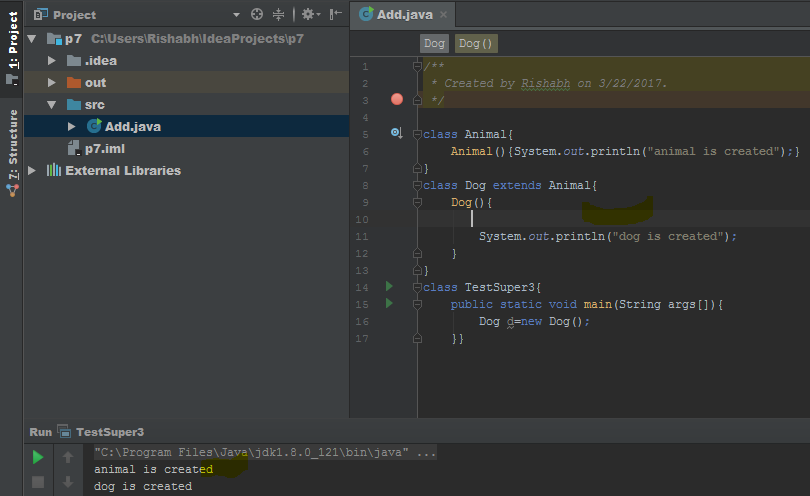 1: Project
7: Structure
Project
p7 C:\Users\Rishabh\IdeaProjects\p7
.idea
out
src
Add.java
p7.iml
External Libraries
Add.java ×
Dog Dog()
1 /**
2 * Created by Rishabh on 3/22/2017.
3 */
4
5 class Animal{
6 Animal(){System.out.println("animal is created");}
7 }
8 class Dog extends Animal{
9 Dog(){
10
11 System.out.println("dog is created");
12 }
13 }
14 class TestSuper3{
15 public static void main(String args[]){
16 Dog d=new Dog();
17 }}
Run TestSuper3
"C:\Program Files\Java\jdk1.8.0_121\bin\java" ...
animal is created
dog is created